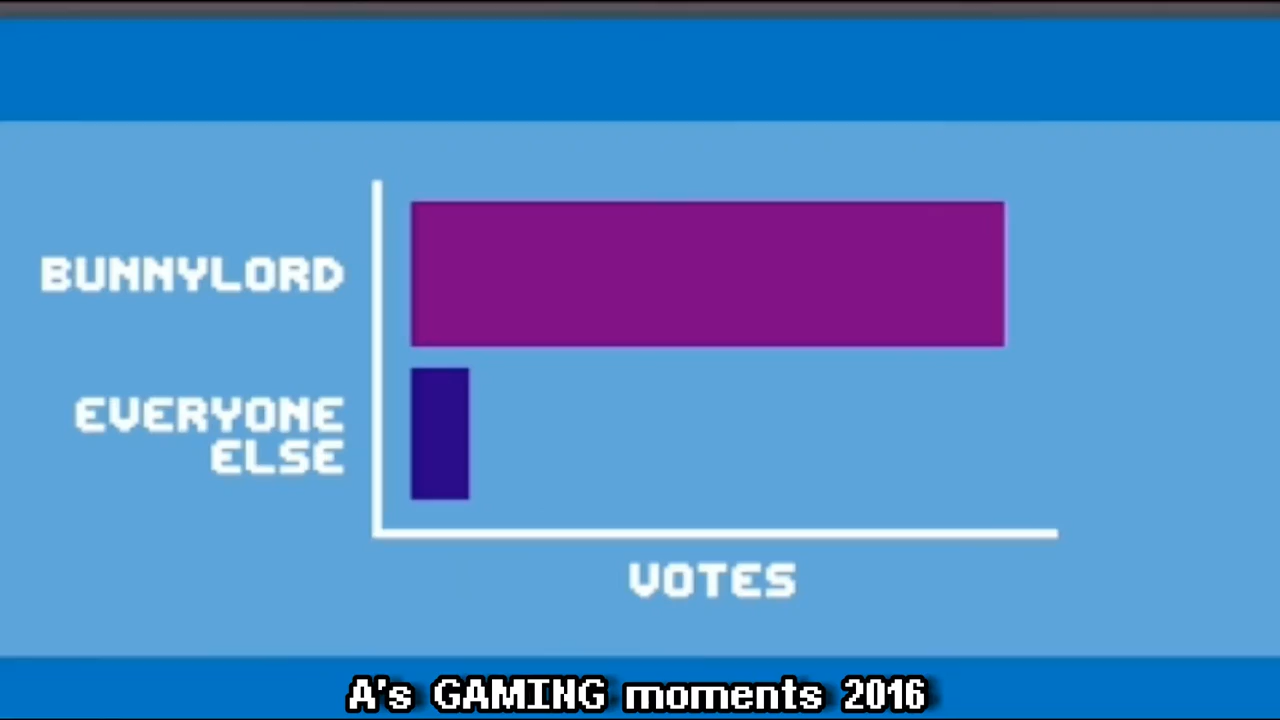 BUNNYLORD
EVERYONE
ELSE
VOTES
A's GAMING moments 2016